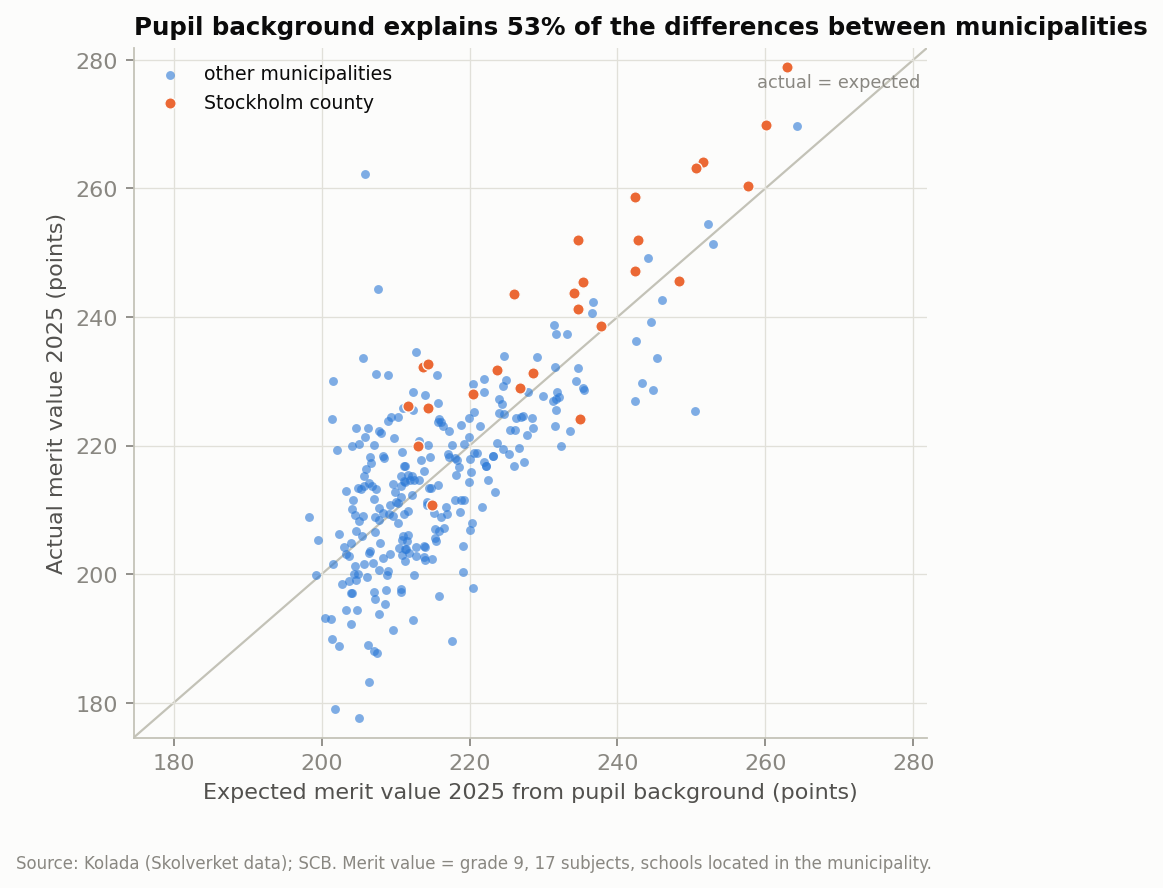 Pupil background explains 53% of the differences between municipalities
280
260
240
220
200
180
other municipalities
Stockholm county
actual = expected
Actual merit value 2025 (points)
180
200
220
240
260
280
Expected merit value 2025 from pupil background (points)
Source: Kolada (Skolverket data); SCB. Merit value = grade 9, 17 subjects, schools located in the municipality.